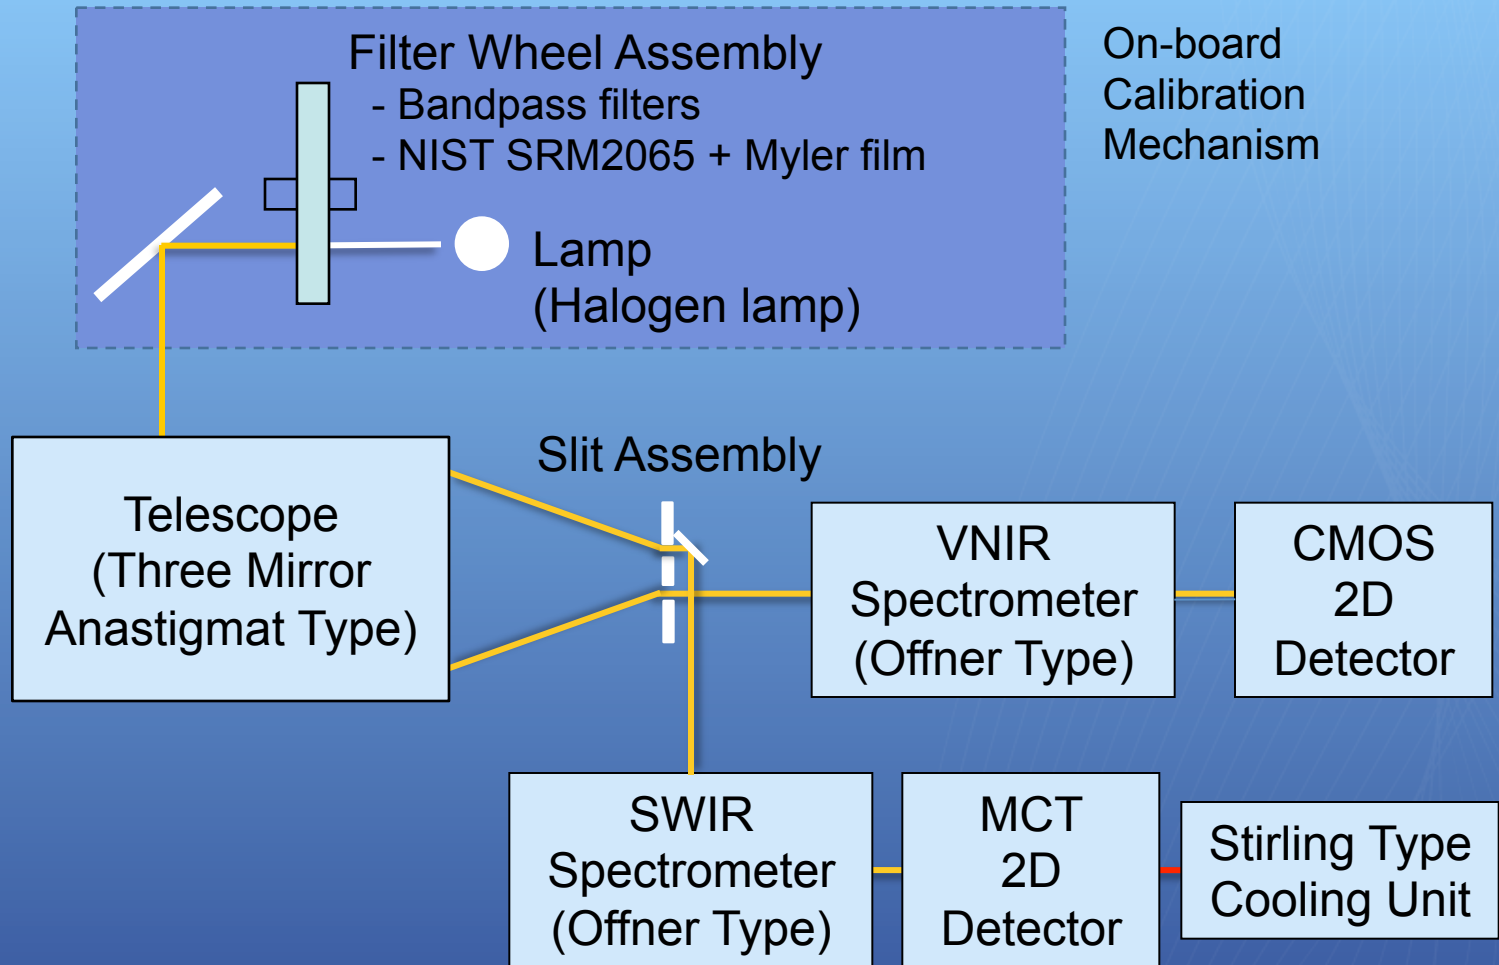 Filter Wheel Assembly
- Bandpass filters
- NIST SRM2065 + Myler film
On-board
Calibration
Mechanism
Lamp
(Halogen lamp)
Slit Assembly
Telescope
(Three Mirror
Anastigmat Type)
VNIR
Spectrometer
(Offner Type)
CMOS
2D
Detector
SWIR
Spectrometer
(Offner Type)
MCT
2D
Detector
Stirling Type
Cooling Unit